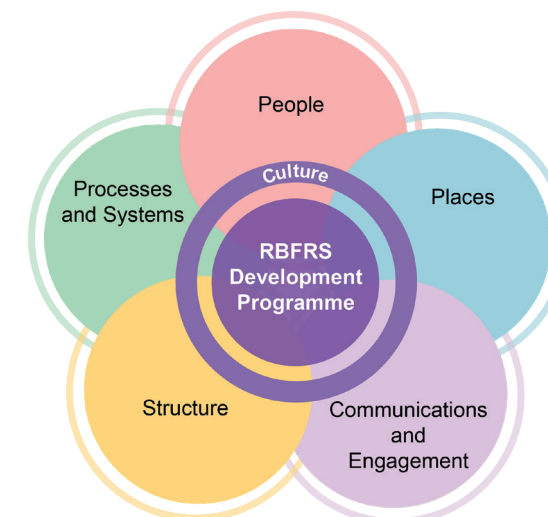 People
Culture
Processes
and Systems
Places
RBFRS
Development
Programme
Structure
Communications
and
Engagement